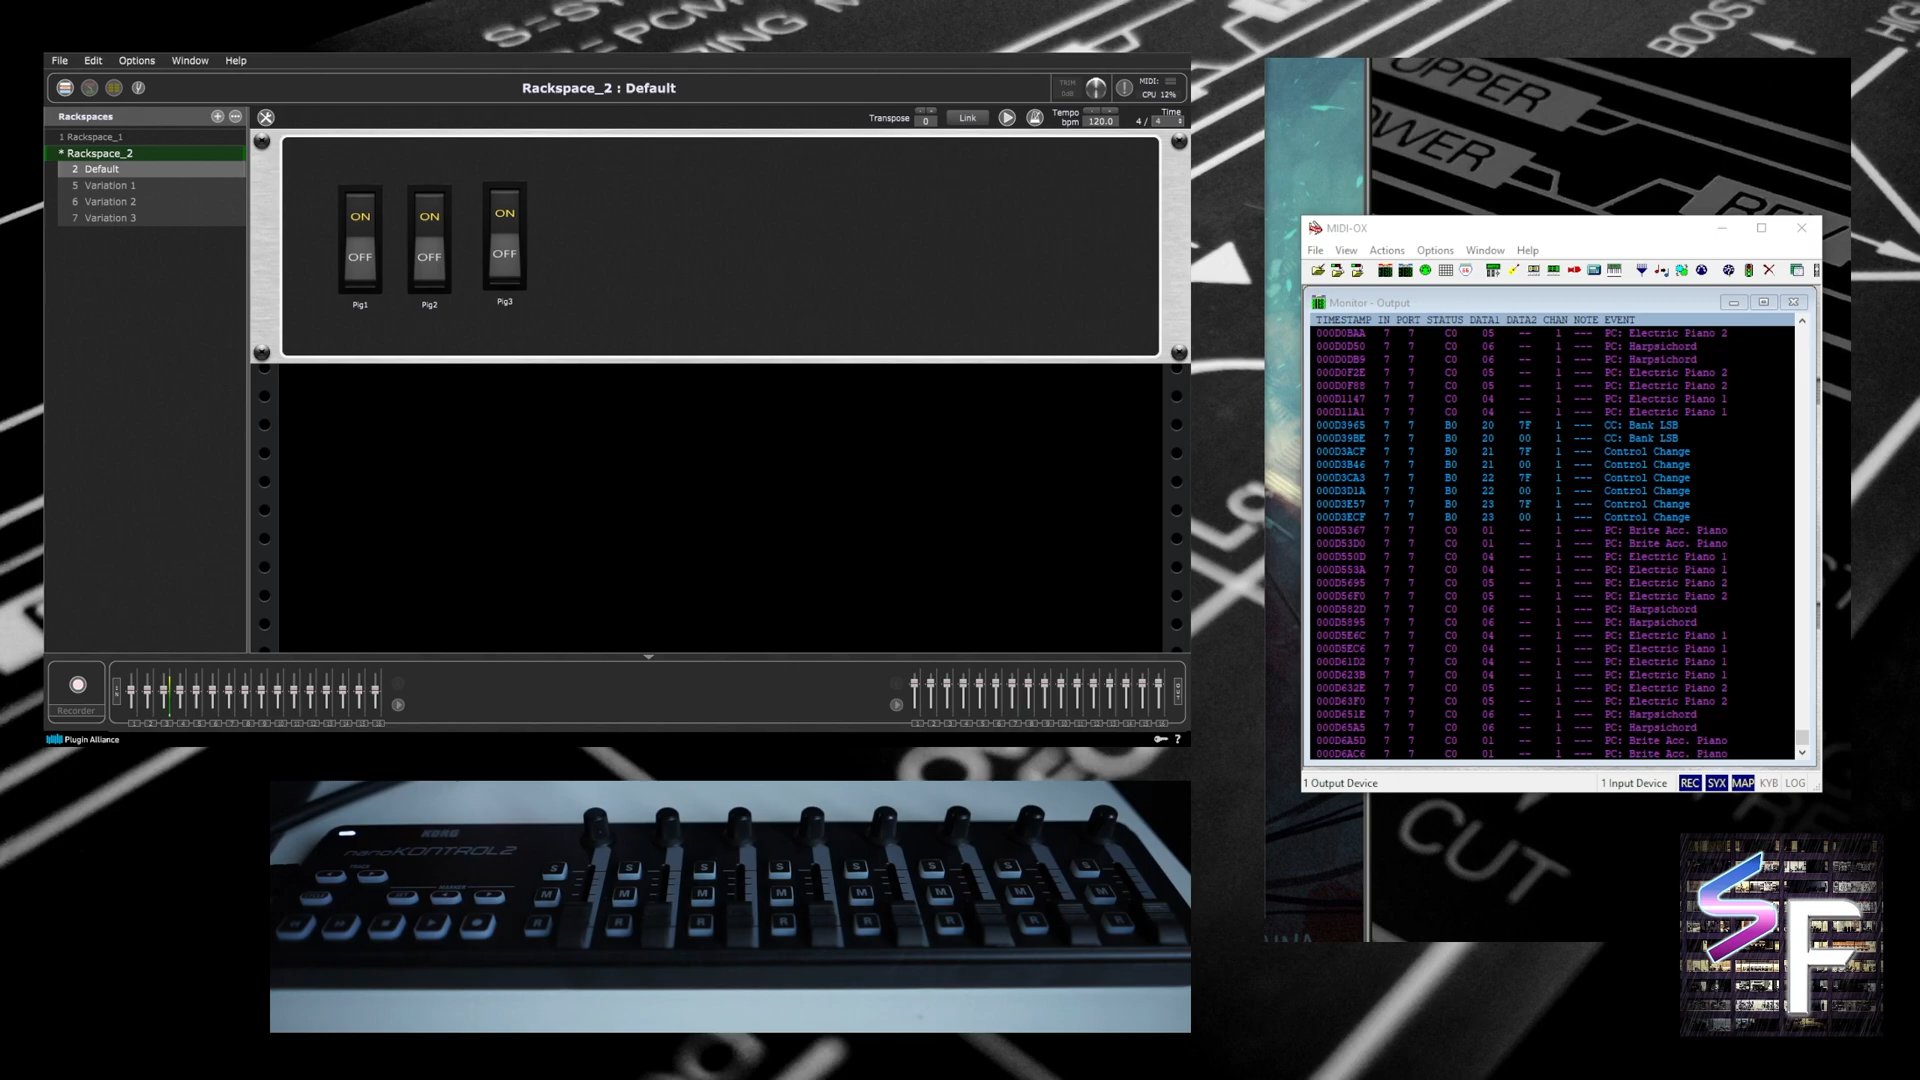 File Edit Options Window Help
Rackspace_2 : Default
TRIM
0dB
MIDI:
CPU 12%
Rackspaces
1 Rackspace_1
* Rackspace_2
2 Default
5 Variation 1
6 Variation 2
7 Variation 3
Transpose 0 Link Tempo bpm 120.0 Time 4 / 4
ON ON ON
OFF OFF OFF
Pig1 Pig2 Pig3
Recorder
Plugin Alliance
?
MIDI-OX
File View Actions Options Window Help
Monitor - Output
TIMESTAMP IN PORT STATUS DATA1 DATA2 CHAN NOTE EVENT
000D0BAA 7 7 C0 05 -- 1 --- PC: Electric Piano 2
000D0D50 7 7 C0 06 -- 1 --- PC: Harpsichord
000D0DB9 7 7 C0 06 -- 1 --- PC: Harpsichord
000D0F2E 7 7 C0 05 -- 1 --- PC: Electric Piano 2
000D0F88 7 7 C0 05 -- 1 --- PC: Electric Piano 2
000D1147 7 7 C0 04 -- 1 --- PC: Electric Piano 1
000D11A1 7 7 C0 04 -- 1 --- PC: Electric Piano 1
000D3965 7 7 B0 20 7F 1 --- CC: Bank LSB
000D39BE 7 7 B0 20 00 1 --- CC: Bank LSB
000D3ACF 7 7 B0 21 7F 1 --- Control Change
000D3B46 7 7 B0 21 00 1 --- Control Change
000D3CA3 7 7 B0 22 7F 1 --- Control Change
000D3D1A 7 7 B0 22 00 1 --- Control Change
000D3E57 7 7 B0 23 7F 1 --- Control Change
000D3ECF 7 7 B0 23 00 1 --- Control Change
000D5367 7 7 C0 01 -- 1 --- PC: Brite Acc. Piano
000D53D0 7 7 C0 01 -- 1 --- PC: Brite Acc. Piano
000D550D 7 7 C0 04 -- 1 --- PC: Electric Piano 1
000D553A 7 7 C0 04 -- 1 --- PC: Electric Piano 1
000D5695 7 7 C0 05 -- 1 --- PC: Electric Piano 2
000D56F0 7 7 C0 05 -- 1 --- PC: Electric Piano 2
000D582D 7 7 C0 06 -- 1 --- PC: Harpsichord
000D5895 7 7 C0 06 -- 1 --- PC: Harpsichord
000D5E6C 7 7 C0 04 -- 1 --- PC: Electric Piano 1
000D5EC6 7 7 C0 04 -- 1 --- PC: Electric Piano 1
000D61D2 7 7 C0 04 -- 1 --- PC: Electric Piano 1
000D623B 7 7 C0 04 -- 1 --- PC: Electric Piano 1
000D632E 7 7 C0 05 -- 1 --- PC: Electric Piano 2
000D63F0 7 7 C0 05 -- 1 --- PC: Electric Piano 2
000D651E 7 7 C0 06 -- 1 --- PC: Harpsichord
000D65A5 7 7 C0 06 -- 1 --- PC: Harpsichord
000D6A5D 7 7 C0 01 -- 1 --- PC: Brite Acc. Piano
000D6AC6 7 7 C0 01 -- 1 --- PC: Brite Acc. Piano
1 Output Device 1 Input Device REC SYX MAP KYB LOG
KORG
nanoKONTROL2
S S S S S S S S
M M M M M M M M
R R R R R R R R
UPPER
BOOST
CUT
SF